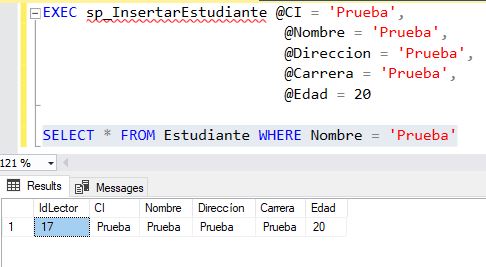 EXEC sp_InsertarEstudiante @CI = 'Prueba',
@Nombre = 'Prueba',
@Direccion = 'Prueba',
@Carrera = 'Prueba',
@Edad = 20
SELECT * FROM Estudiante WHERE Nombre = 'Prueba'
121 %
Results Messages
IdLector CI Nombre Direccion Carrera Edad
1 17 Prueba Prueba Prueba Prueba 20